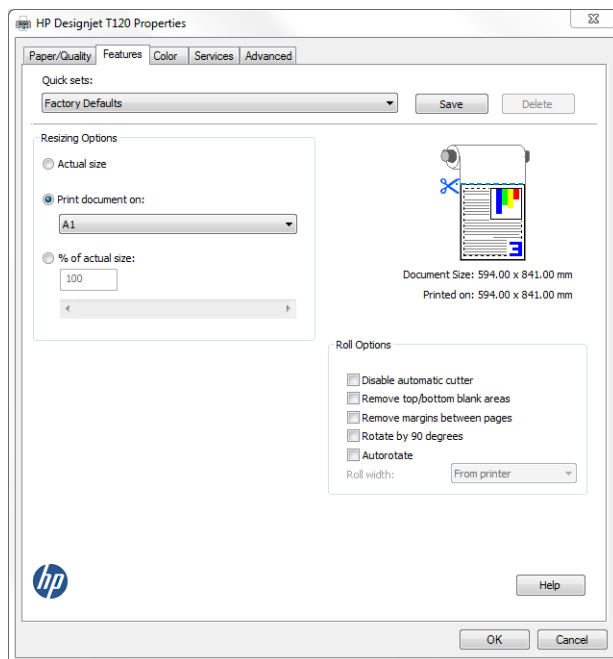 HP Designjet T120 Properties
Paper/Quality Features Color Services Advanced
Quick sets:
Factory Defaults Save Delete
Resizing Options
Actual size
Print document on:
A1
% of actual size:
100
Document Size: 594.00 x 841.00 mm
Printed on: 594.00 x 841.00 mm
Roll Options
Disable automatic cutter
Remove top/bottom blank areas
Remove margins between pages
Rotate by 90 degrees
Autorotate
Roll width: From printer
hp
Help
OK Cancel